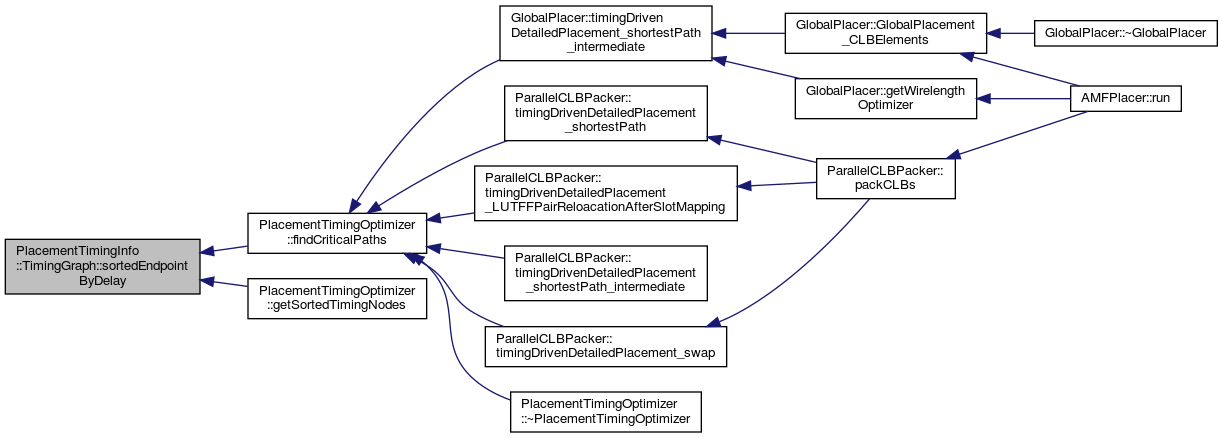 GlobalPlacer::timingDriven
DetailedPlacement_shortestPath
_intermediate
GlobalPlacer::GlobalPlacement
_CLBElements
GlobalPlacer::~GlobalPlacer
GlobalPlacer::getWirelength
Optimizer
AMFPlacer::run
ParallelCLBPacker::
timingDrivenDetailedPlacement
_shortestPath
ParallelCLBPacker::
packCLBs
ParallelCLBPacker::
timingDrivenDetailedPlacement
_LUTFFPairReloacationAfterSlotMapping
PlacementTimingOptimizer
::findCriticalPaths
PlacementTimingInfo
::TimingGraph::sortedEndpoint
ByDelay
ParallelCLBPacker::
timingDrivenDetailedPlacement
_shortestPath_intermediate
PlacementTimingOptimizer
::getSortedTimingNodes
ParallelCLBPacker::
timingDrivenDetailedPlacement_swap
PlacementTimingOptimizer
::~PlacementTimingOptimizer